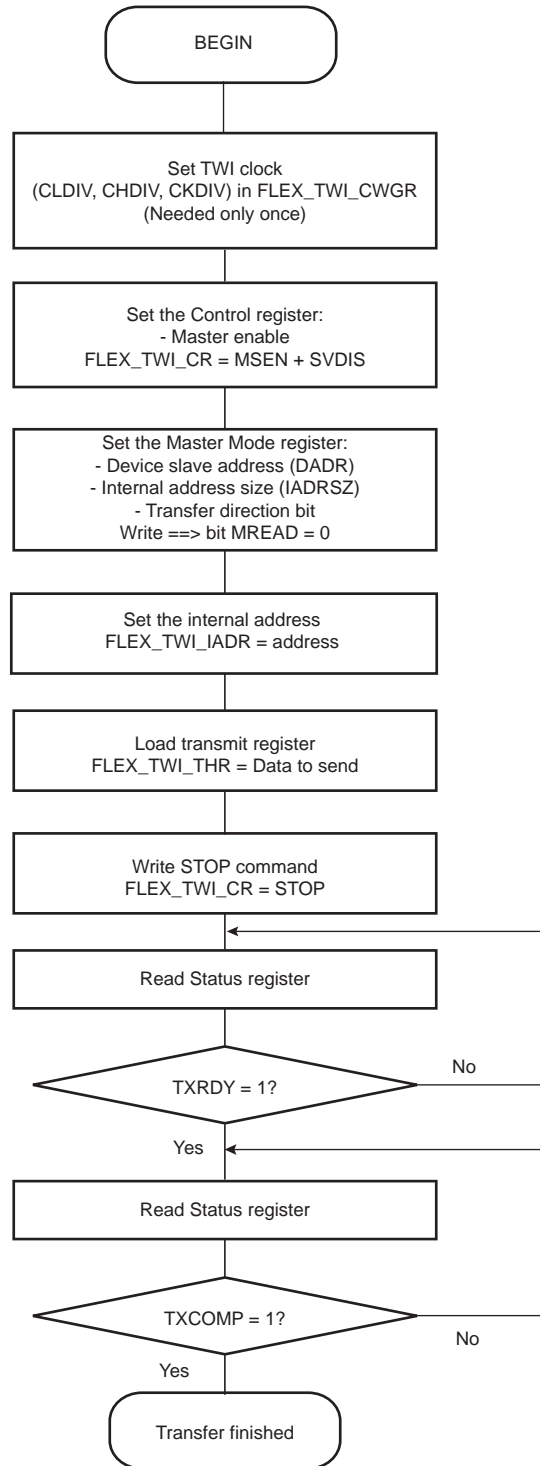 BEGIN
Set TWI clock
(CLDIV, CHDIV, CKDIV) in FLEX_TWI_CWGR
(Needed only once)
Set the Control register:
- Master enable
FLEX_TWI_CR = MSEN + SVDIS
Set the Master Mode register:
- Device slave address (DADR)
- Internal address size (IADRSZ)
- Transfer direction bit
Write ==> bit MREAD = 0
Set the internal address
FLEX_TWI_IADR = address
Load transmit register
FLEX_TWI_THR = Data to send
Write STOP command
FLEX_TWI_CR = STOP
Read Status register
TXRDY = 1?
No
Yes
Read Status register
TXCOMP = 1?
No
Yes
Transfer finished